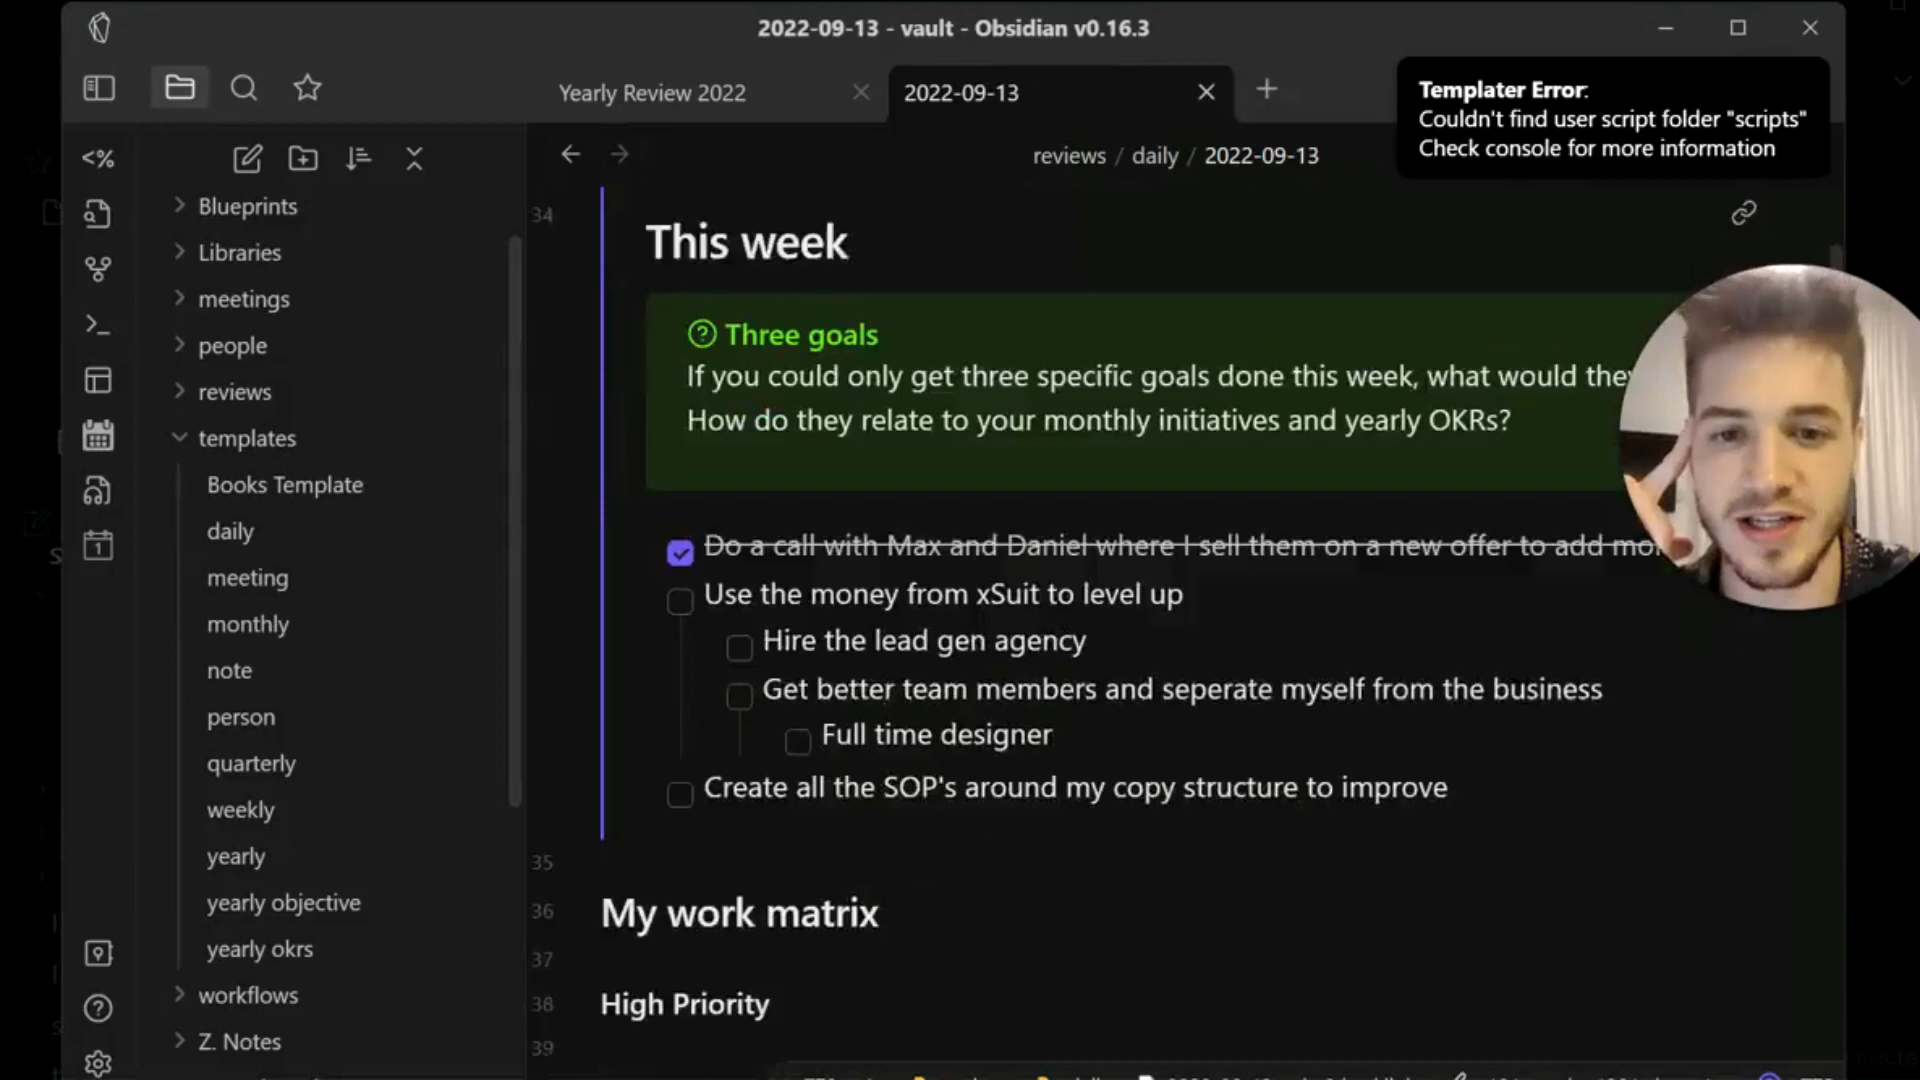 2022-09-13 - vault - Obsidian v0.16.3
Yearly Review 2022
2022-09-13
Templater Error:
Couldn't find user script folder "scripts"
Check console for more information
reviews / daily / 2022-09-13
<%
Blueprints
Libraries
meetings
people
reviews
templates
Books Template
daily
meeting
monthly
note
person
quarterly
weekly
yearly
yearly objective
yearly okrs
workflows
Z. Notes
1
34
This week
Three goals
If you could only get three specific goals done this week, what would they
How do they relate to your monthly initiatives and yearly OKRs?
Do a call with Max and Daniel where I sell them on a new offer to add
Use the money from xSuit to level up
Hire the lead gen agency
Get better team members and seperate myself from the business
Full time designer
Create all the SOP's around my copy structure to improve
35
36
My work matrix
37
38
High Priority
39